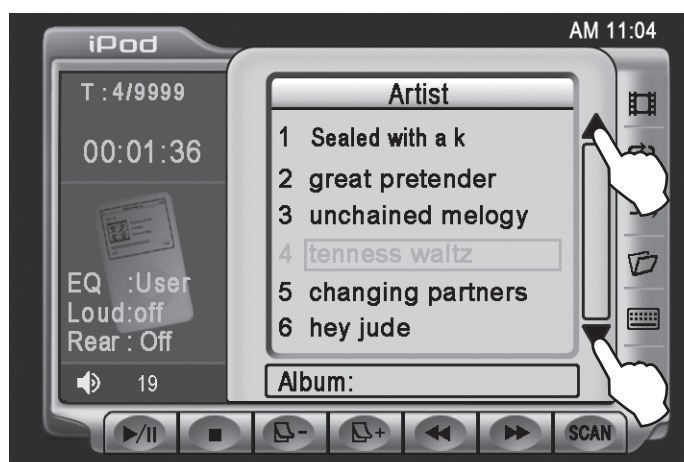 AM 11:04
iPod
T : 4/9999
00:01:36
EQ :User
Loud:off
Rear : Off
19
Artist
1 Sealed with a k
2 great pretender
3 unchained melogy
4 tenness waltz
5 changing partners
6 hey jude
Album:
SCAN